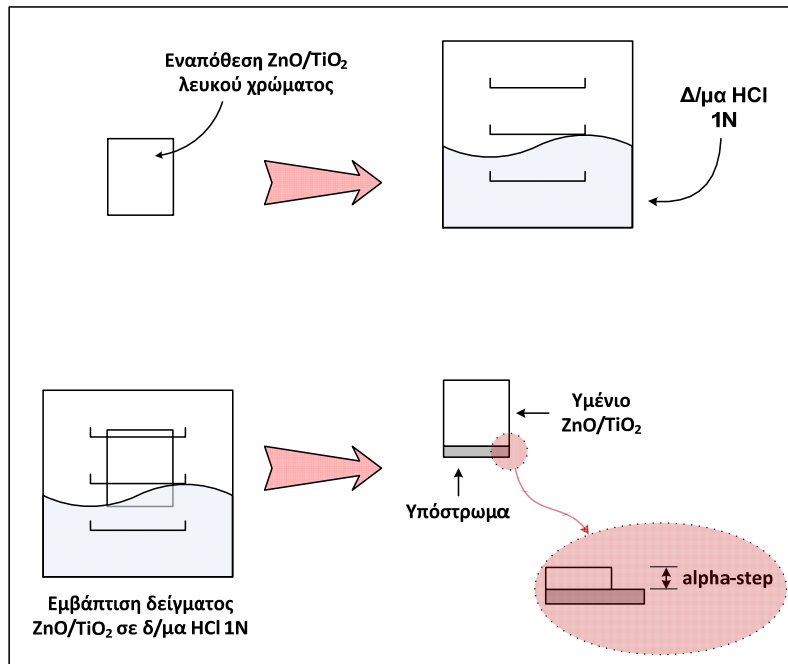 Εναπόθεση ZnO/TiO₂
λευκού χρώματος
Δ/μα HCl
1N
Υμένιο
ZnO/TiO₂
Υπόστρωμα
alpha-step
Εμβάπτιση δείγματος
ZnO/TiO₂ σε δ/μα HCl 1N